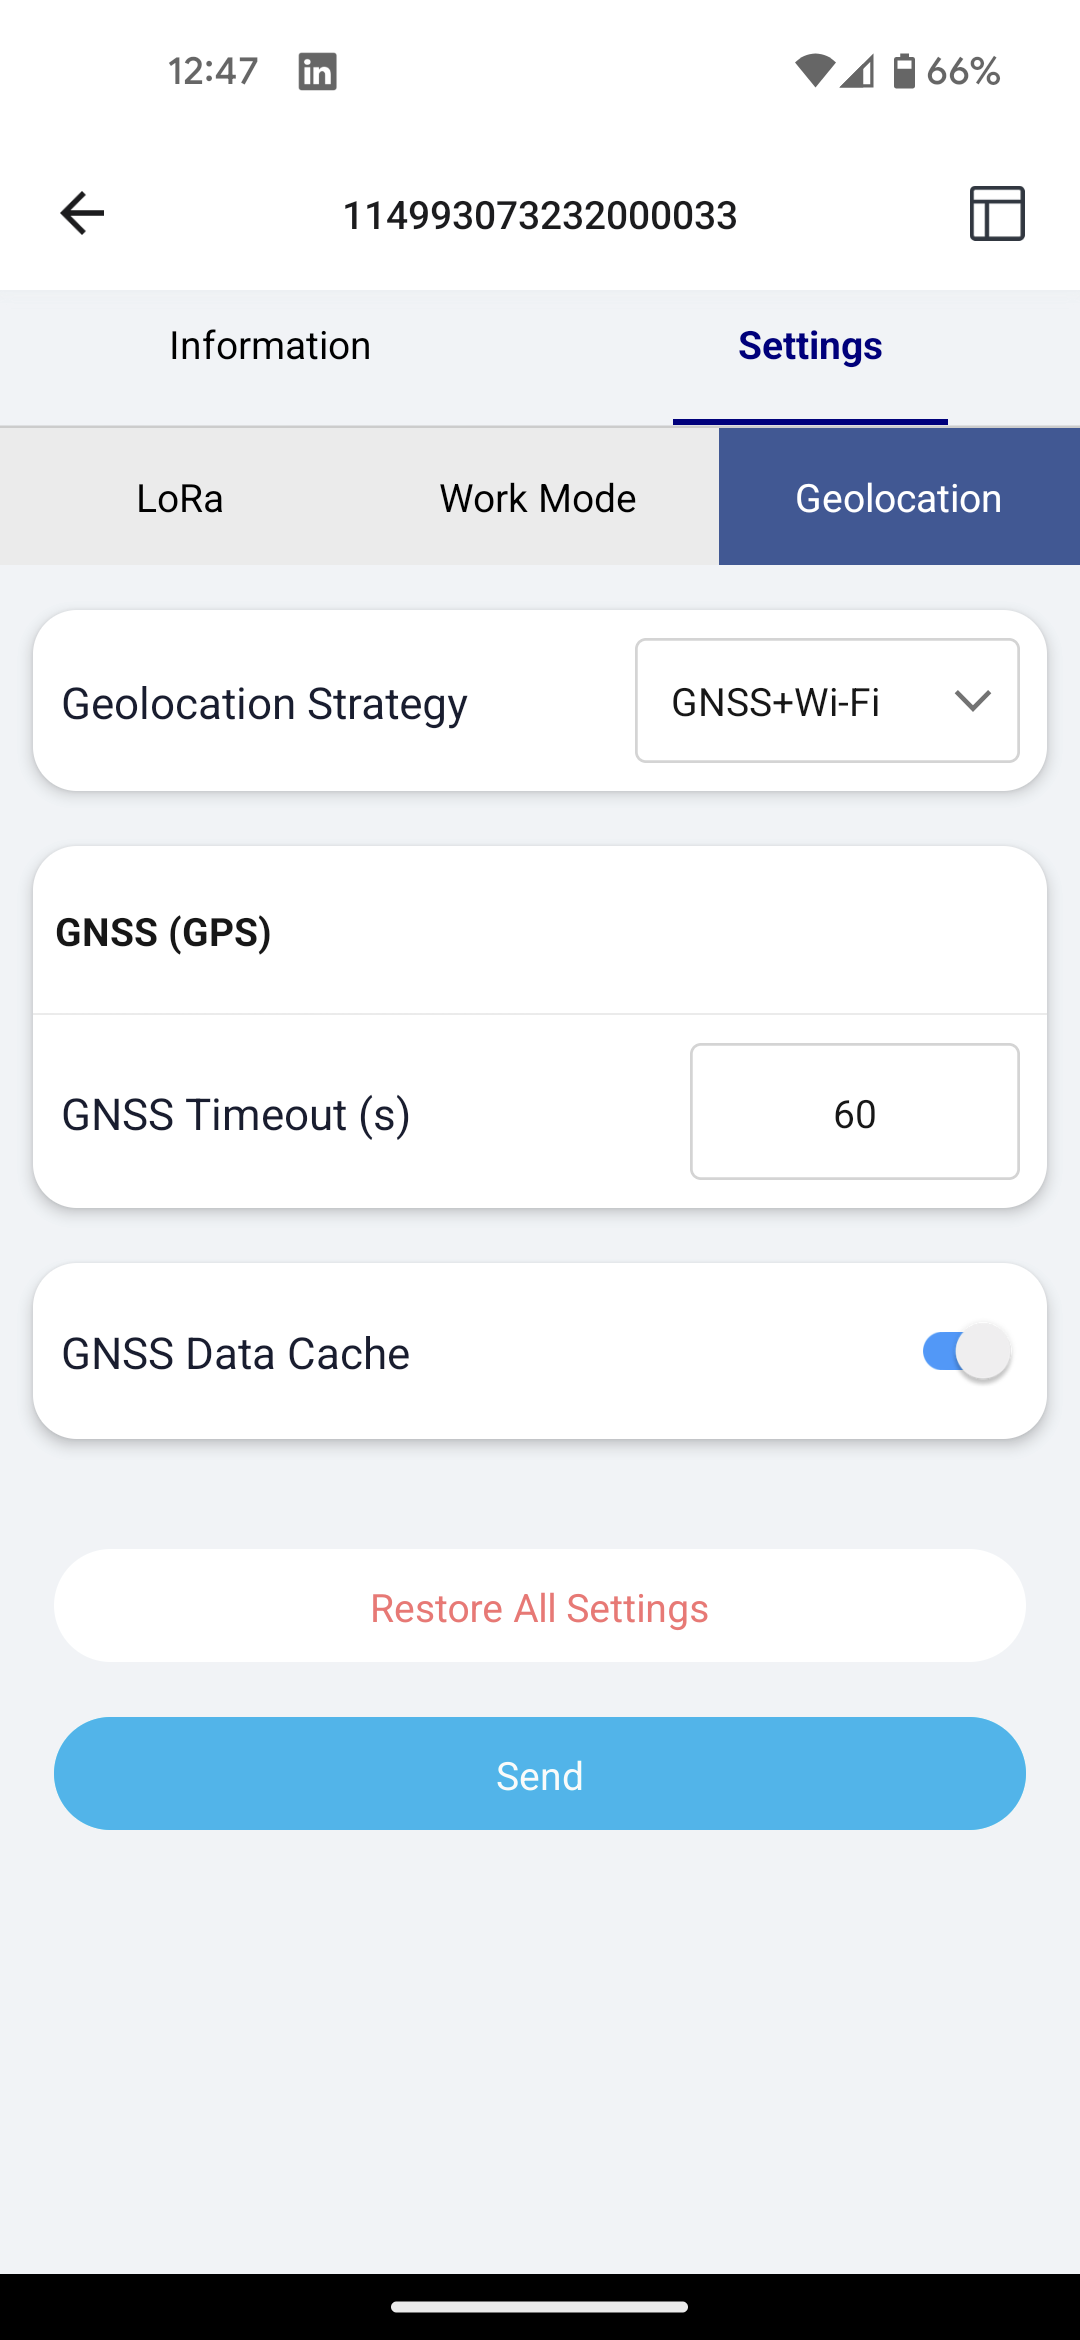 12:47 in 66%
114993073232000033
Information Settings
LoRa Work Mode Geolocation
Geolocation Strategy GNSS+Wi-Fi
GNSS (GPS)
GNSS Timeout (s) 60
GNSS Data Cache
Restore All Settings
Send